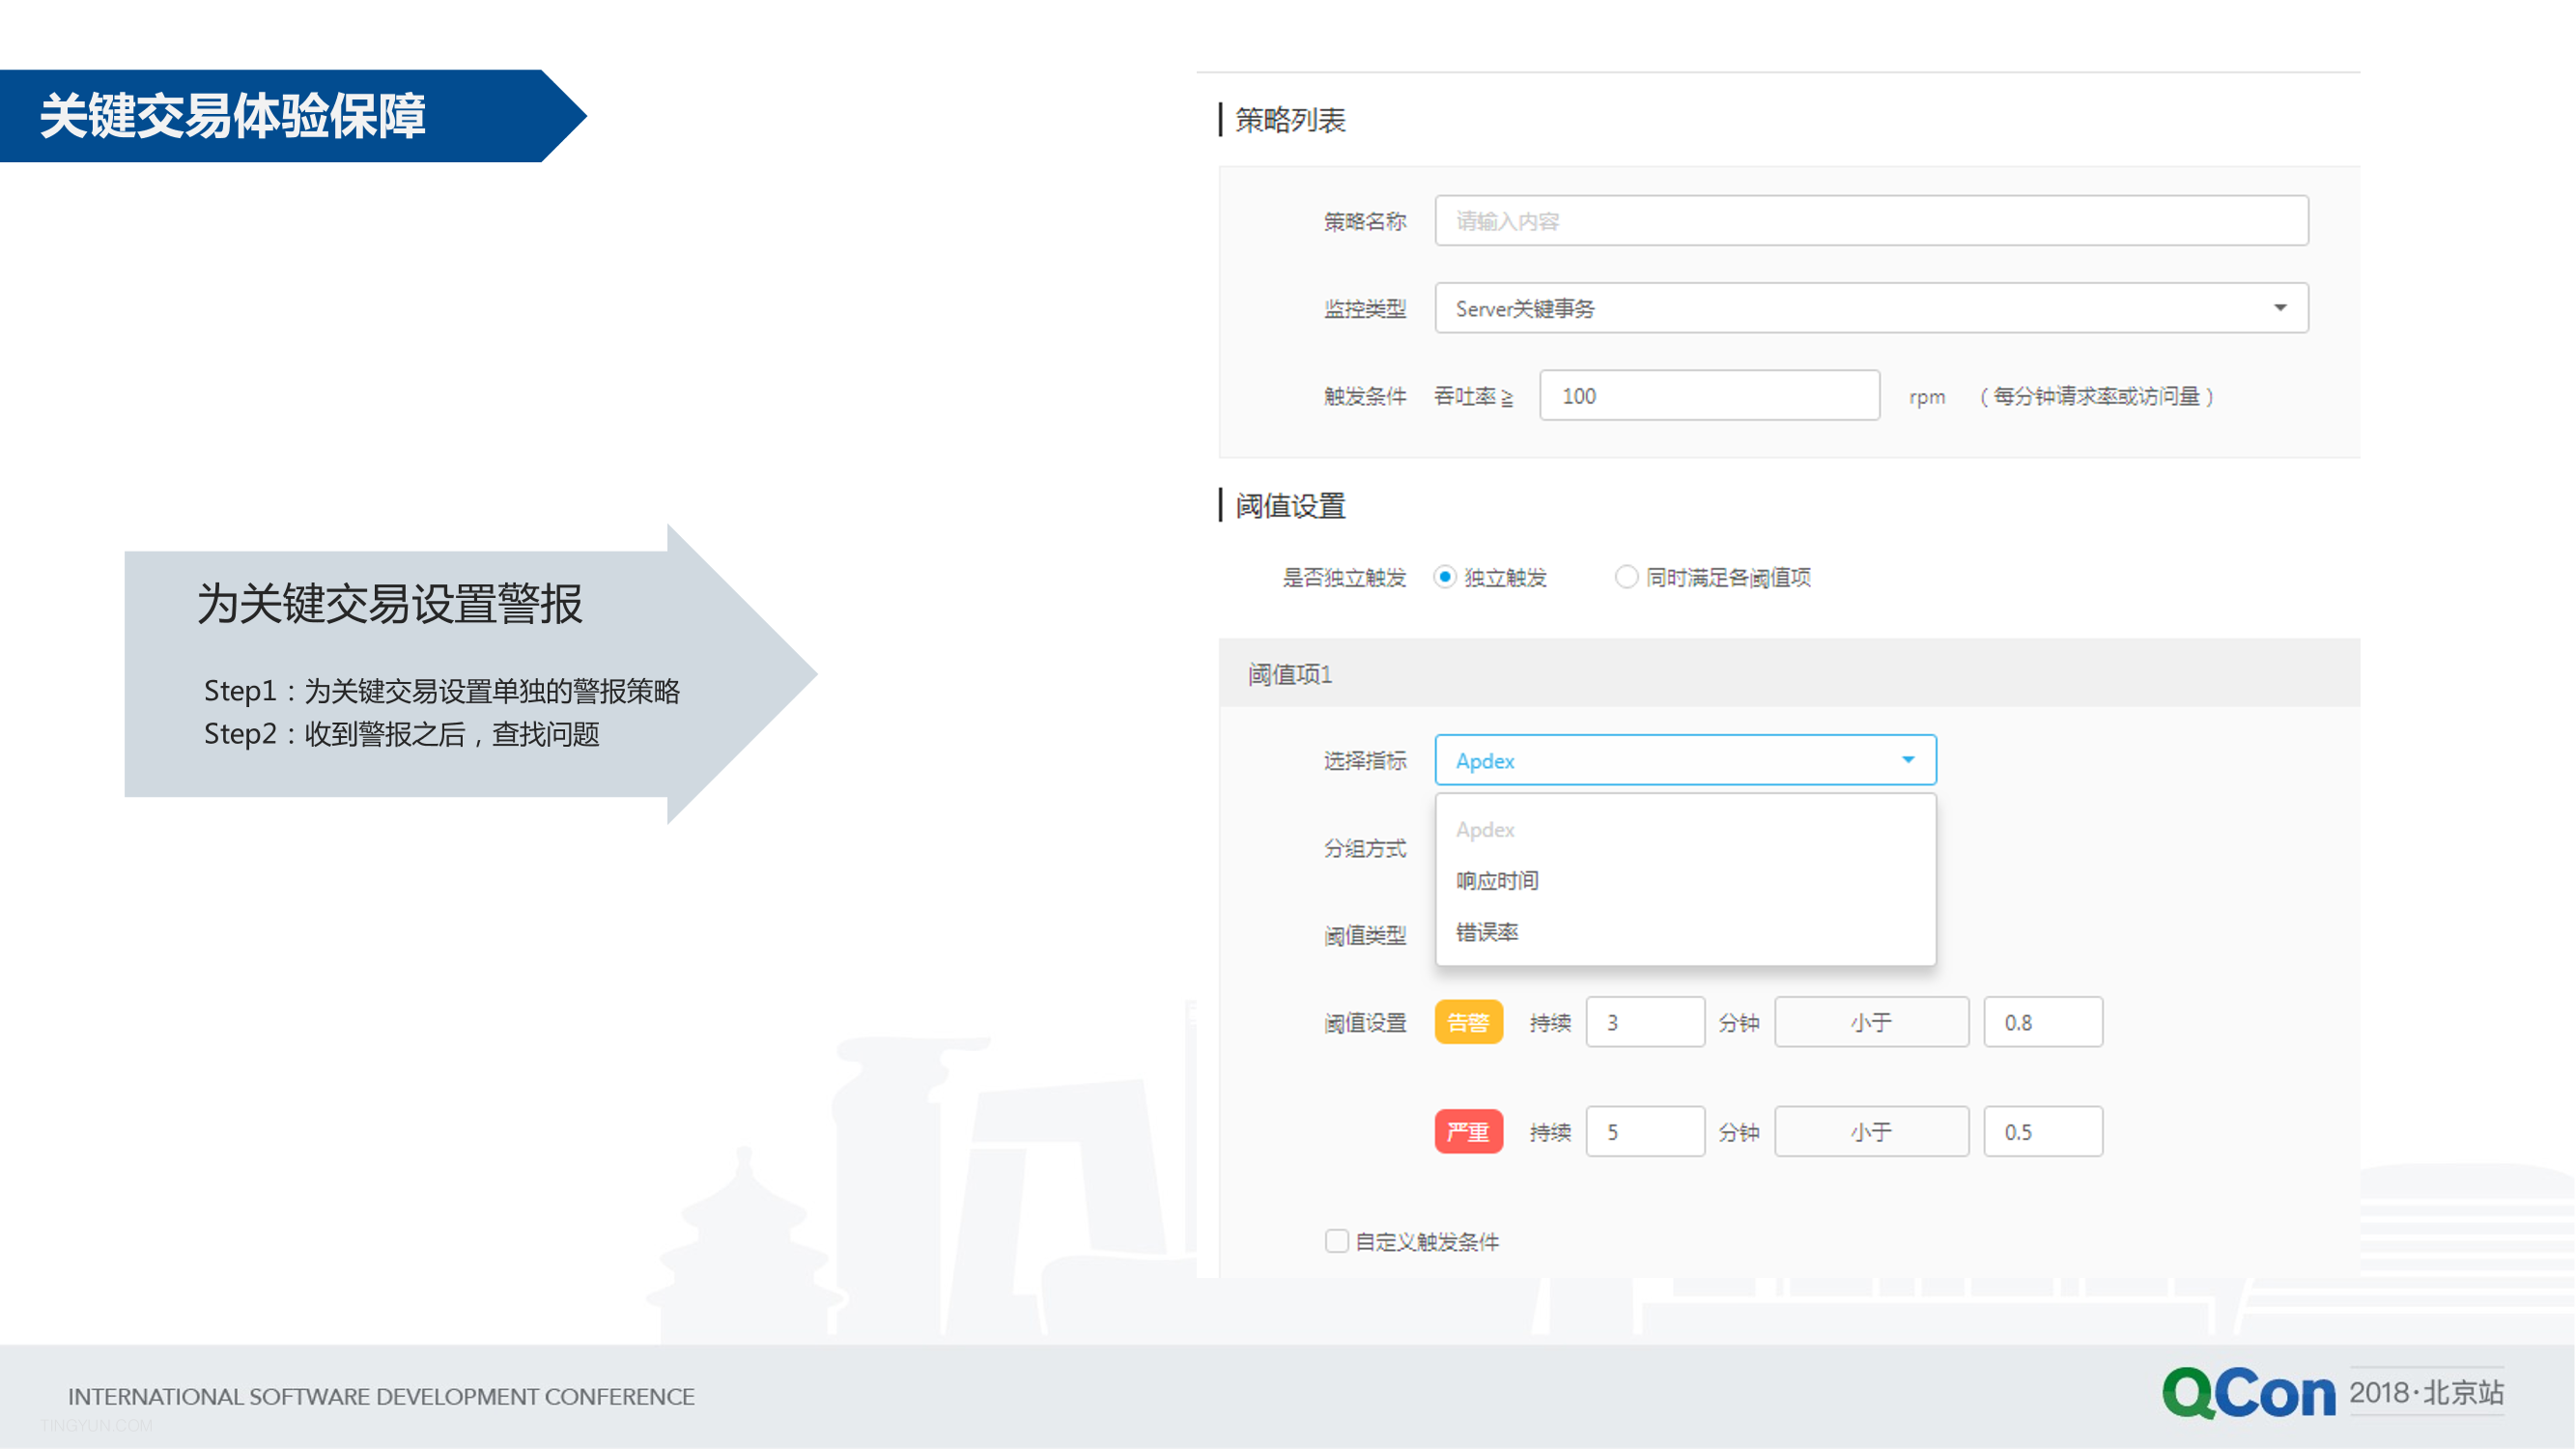 关键交易体验保障
为关键交易设置警报
Step1：为关键交易设置单独的警报策略
Step2：收到警报之后，查找问题
策略列表
策略名称 请输入内容
监控类型 Server关键事务
触发条件 吞吐率≧ 100 rpm （每分钟请求率或访问量）
阈值设置
是否独立触发 独立触发 同时满足各阈值项
阈值项1
选择指标 Apdex
Apdex
分组方式
响应时间
错误率
阈值类型
阈值设置 告警 持续 3 分钟 小于 0.8
严重 持续 5 分钟 小于 0.5
自定义触发条件
INTERNATIONAL SOFTWARE DEVELOPMENT CONFERENCE
TINGYUN.COM
QCon 2018·北京站